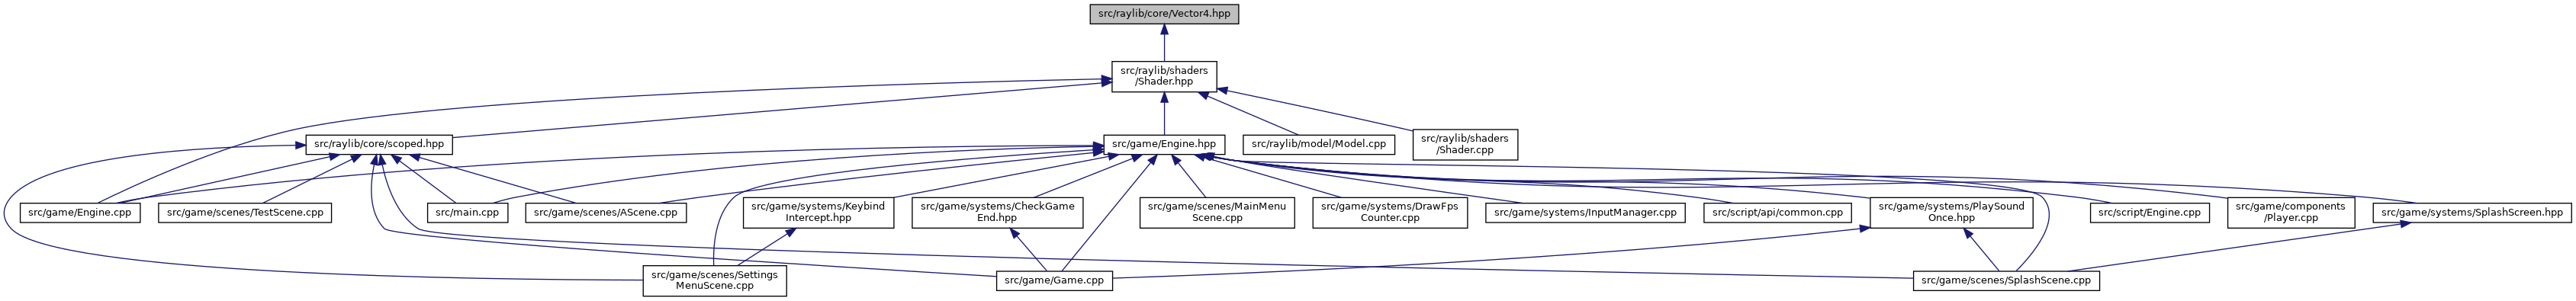 src/raylib/core/Vector4.hpp
src/raylib/shaders
/Shader.hpp
src/raylib/core/scoped.hpp
src/game/Engine.hpp
src/raylib/model/Model.cpp
src/raylib/shaders
/Shader.cpp
src/game/Engine.cpp
src/game/scenes/TestScene.cpp
src/main.cpp
src/game/scenes/AScene.cpp
src/game/systems/Keybind
Intercept.hpp
src/game/systems/CheckGame
End.hpp
src/game/scenes/MainMenu
Scene.cpp
src/game/systems/DrawFps
Counter.cpp
src/game/systems/InputManager.cpp
src/script/api/common.cpp
src/game/systems/PlaySound
Once.hpp
src/script/Engine.cpp
src/game/components
/Player.cpp
src/game/systems/SplashScreen.hpp
src/game/scenes/Settings
MenuScene.cpp
src/game/Game.cpp
src/game/scenes/SplashScene.cpp